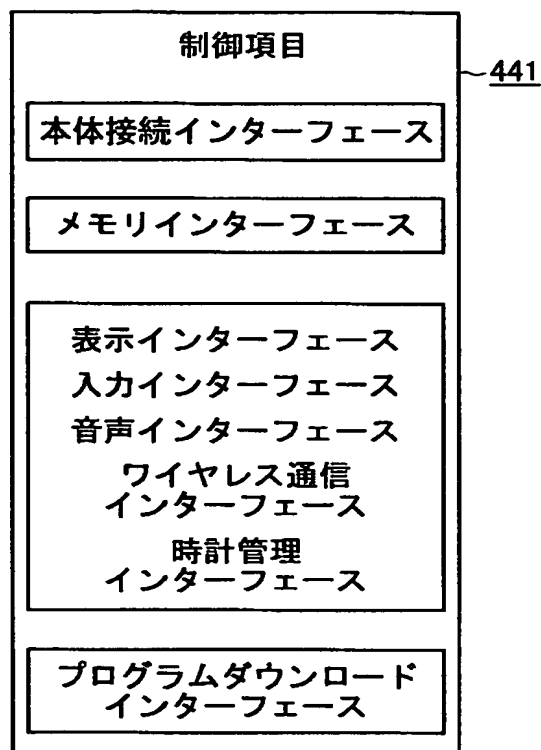 制御項目
441
本体接続インターフェース
メモリインターフェース
表示インターフェース
入力インターフェース
音声インターフェース
ワイヤレス通信
インターフェース
時計管理
インターフェース
プログラムダウンロード
インターフェース